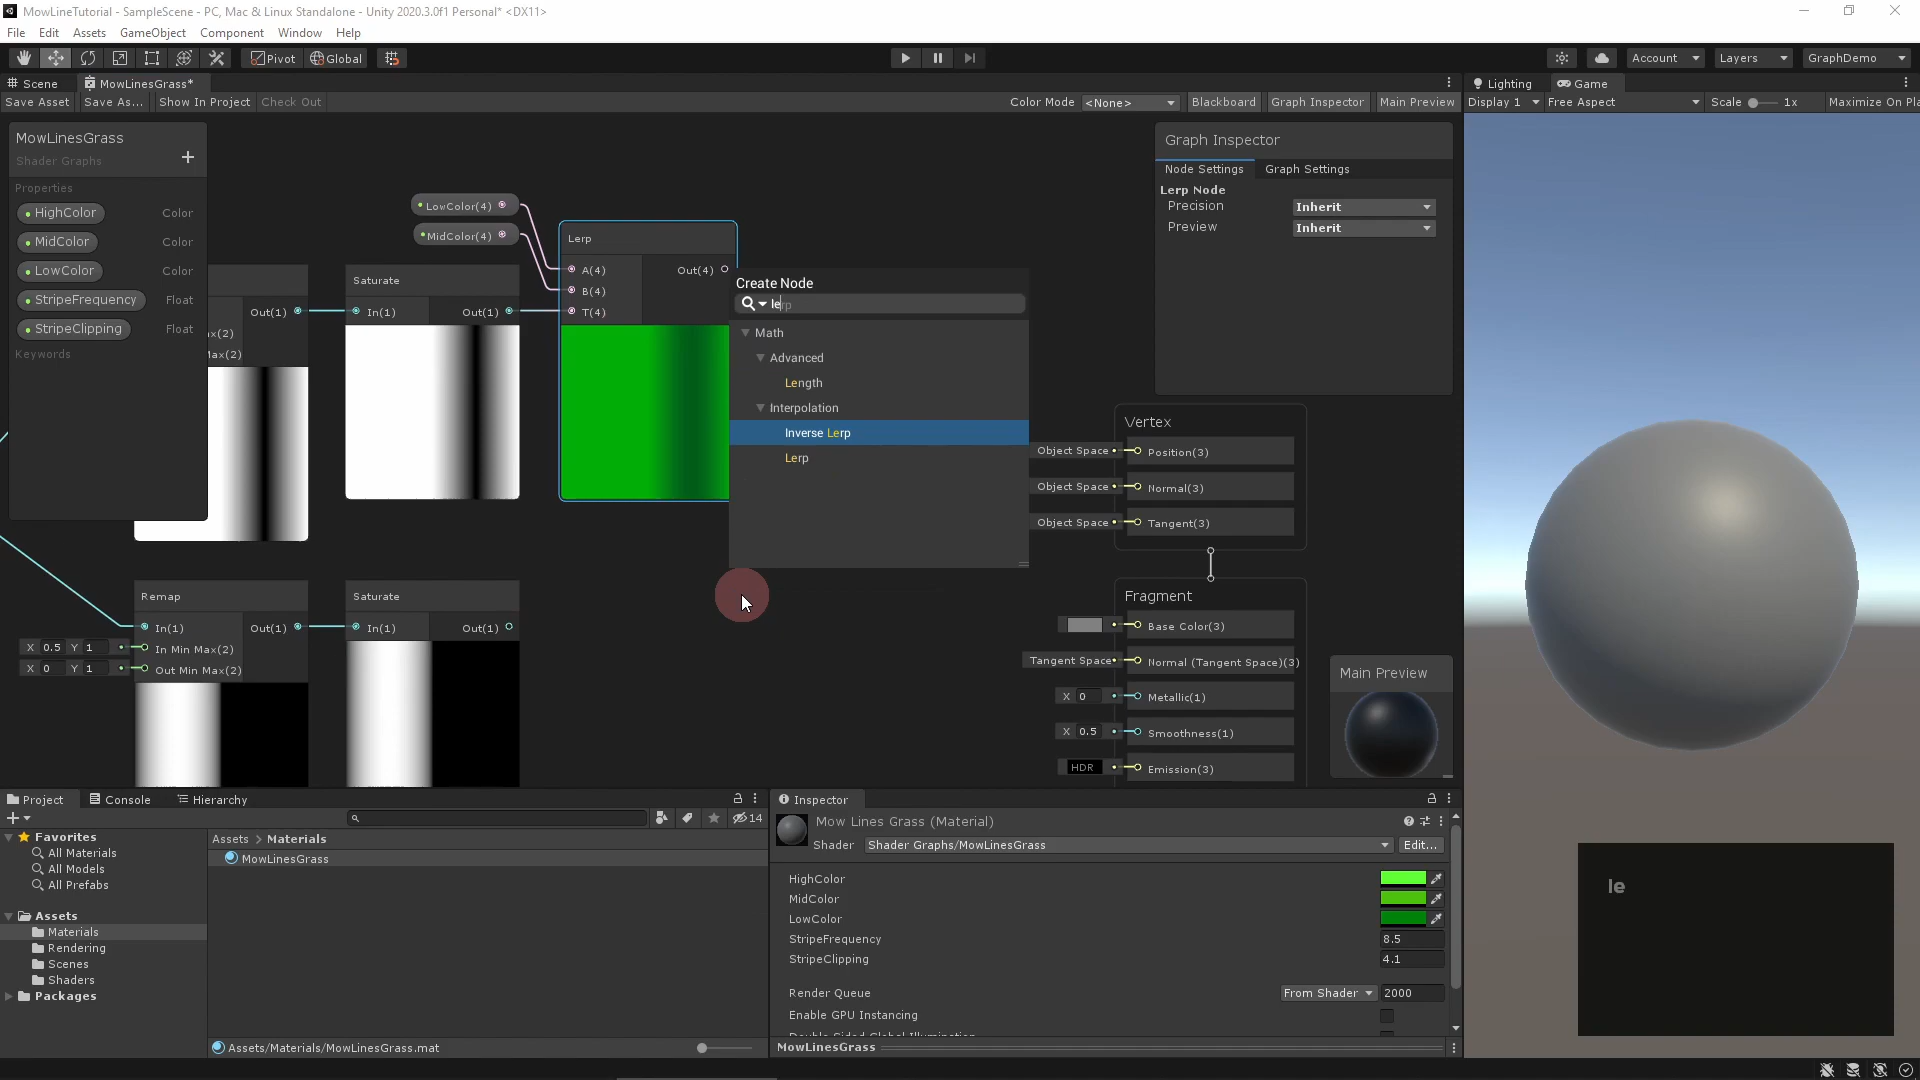 MowLineTutorial - SampleScene - PC, Mac & Linux Standalone - Unity 2020.3.0f1 Personal* <DX11>
File Edit Assets GameObject Component Window Help
Pivot Global Account Layers GraphDemo
Scene MowLinesGrass* Lighting Game
Save Asset Save As... Show In Project Check Out Color Mode <None> Blackboard Graph Inspector Main Preview Display 1 Free Aspect Scale 1x Maximize On Pla
MowLinesGrass
Shader Graphs
Properties
HighColor Color
MidColor Color
LowColor Color
StripeFrequency Float
StripeClipping Float
Keywords
Out(1)
x(2)
Max(2)
Saturate
In(1) Out(1)
LowColor(4)
MidColor(4)
Lerp
A(4) Out(4)
B(4)
T(4)
Create Node
lerp
Math
Advanced
Length
Interpolation
Inverse Lerp
Lerp
Graph Inspector
Node Settings Graph Settings
Lerp Node
Precision Inherit
Preview Inherit
Vertex
Object Space Position(3)
Object Space Normal(3)
Object Space Tangent(3)
Fragment
Base Color(3)
Tangent Space Normal (Tangent Space)(3)
X 0 Metallic(1)
X 0.5 Smoothness(1)
HDR Emission(3)
Main Preview
Remap
In(1) Out(1)
X 0.5 Y 1 In Min Max(2)
X 0 Y 1 Out Min Max(2)
Saturate
In(1) Out(1)
Project Console Hierarchy
14
Favorites
All Materials
All Models
All Prefabs
Assets
Materials
Rendering
Scenes
Shaders
Packages
Assets > Materials
MowLinesGrass
Assets/Materials/MowLinesGrass.mat
Inspector
Mow Lines Grass (Material)
Shader Shader Graphs/MowLinesGrass Edit...
HighColor
MidColor
LowColor
StripeFrequency 8.5
StripeClipping 4.1
Render Queue From Shader 2000
Enable GPU Instancing
Double Sided Global Illumination
MowLinesGrass
le